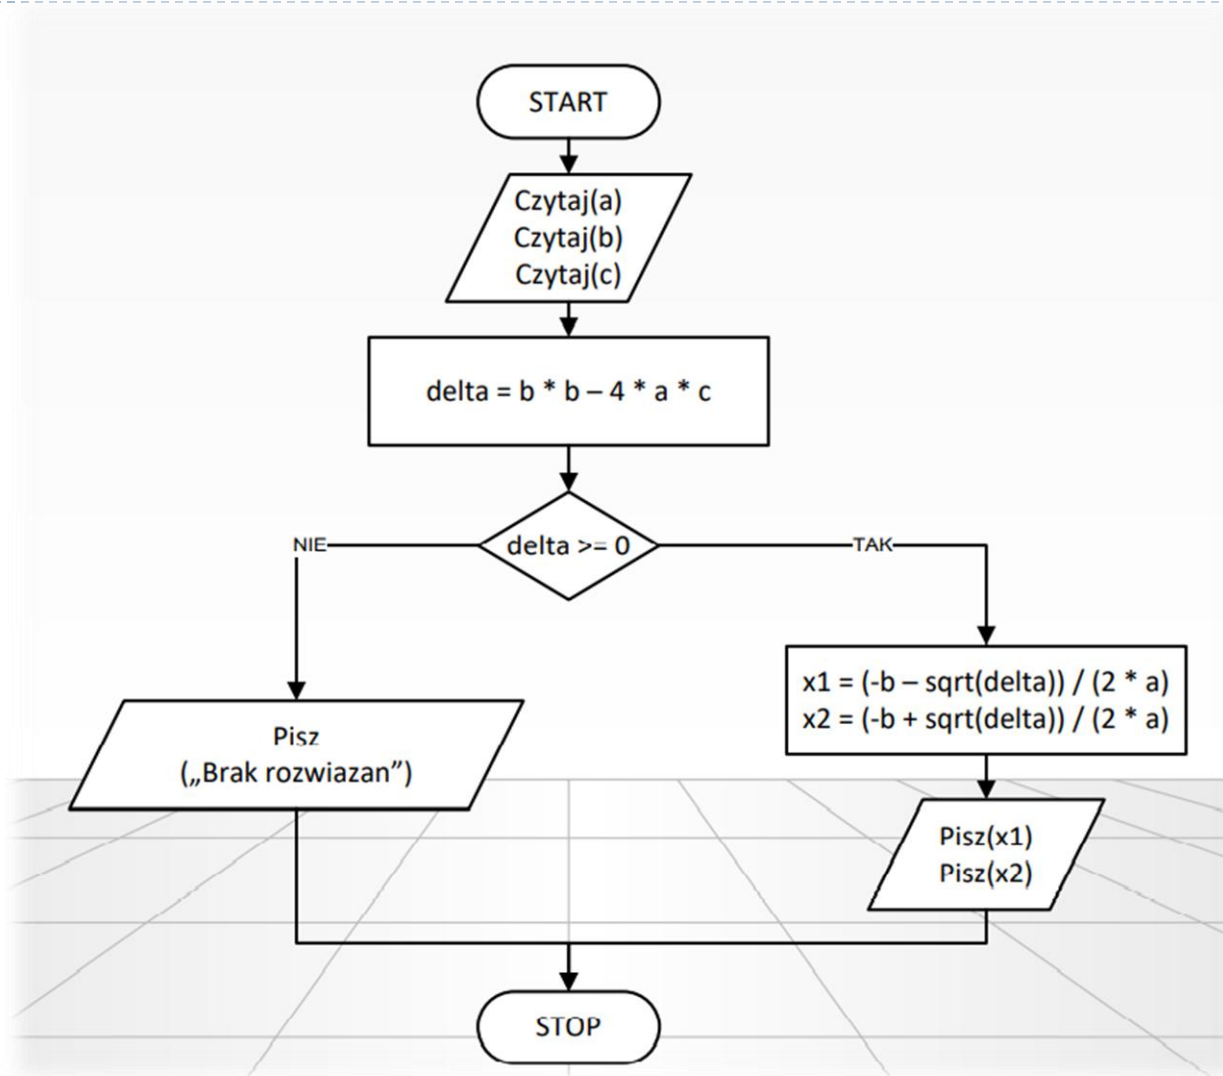 START
Czytaj(a)
Czytaj(b)
Czytaj(c)
delta = b * b – 4 * a * c
delta >= 0
NIE
TAK
x1 = (-b – sqrt(delta)) / (2 * a)
x2 = (-b + sqrt(delta)) / (2 * a)
Pisz
(„Brak rozwiazan”)
Pisz(x1)
Pisz(x2)
STOP